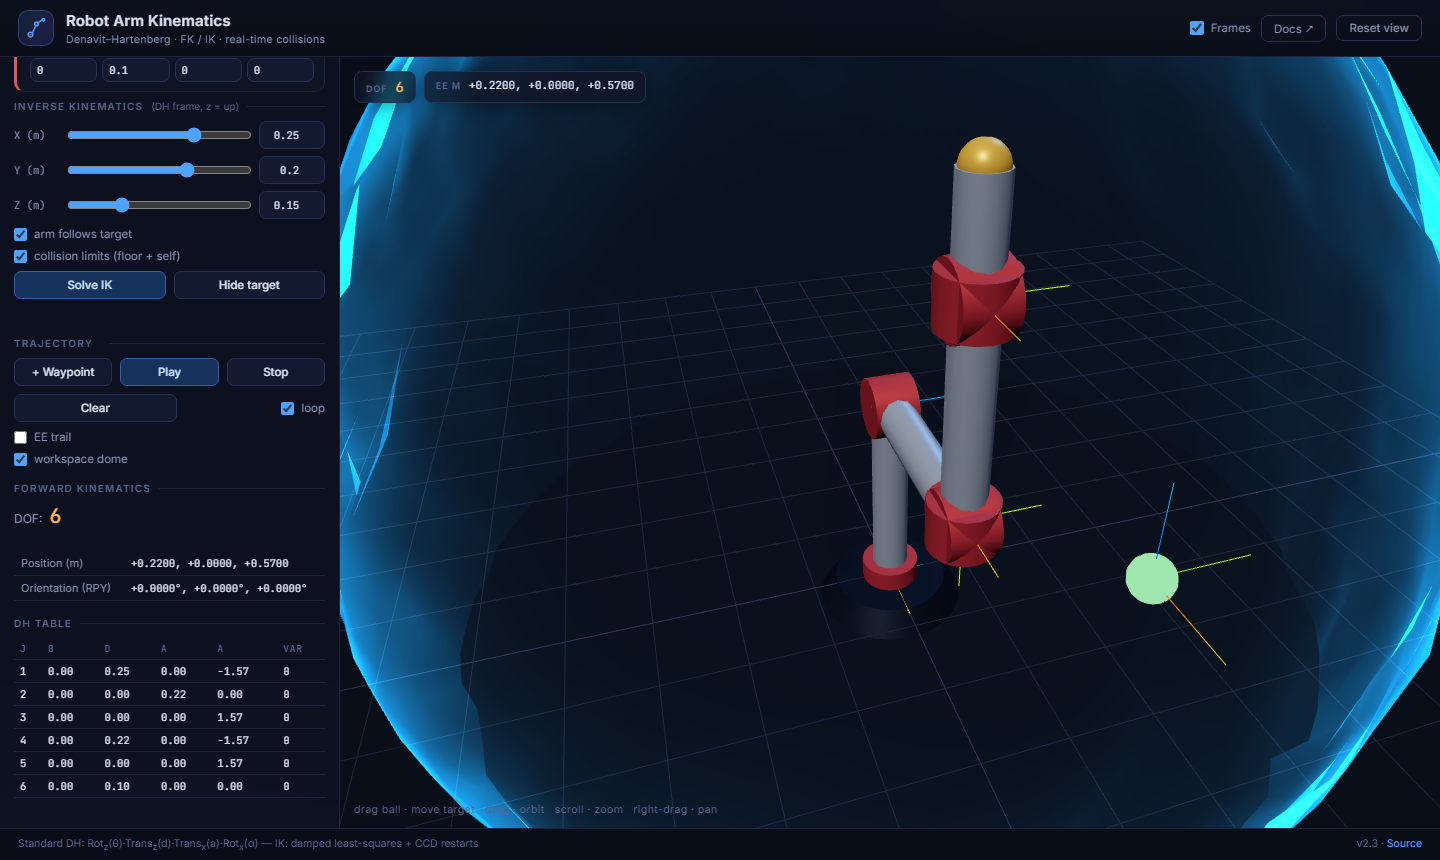 Robot Arm Kinematics
Denavit–Hartenberg · FK / IK · real-time collisions
Frames
Docs ↗
Reset view
0 0.1 0 0
INVERSE KINEMATICS (DH frame, z = up)
X (m) 0.25
Y (m) 0.2
Z (m) 0.15
arm follows target
collision limits (floor + self)
Solve IK Hide target
TRAJECTORY
+ Waypoint Play Stop
Clear loop
EE trail
workspace dome
FORWARD KINEMATICS
DOF: 6
Position (m) +0.2200, +0.0000, +0.5700
Orientation (RPY) +0.0000°, +0.0000°, +0.0000°
DH TABLE
J θ D A Α VAR
1 0.00 0.25 0.00 -1.57 θ
2 0.00 0.00 0.22 0.00 θ
3 0.00 0.00 0.00 1.57 θ
4 0.00 0.22 0.00 -1.57 θ
5 0.00 0.00 0.00 1.57 θ
6 0.00 0.10 0.00 0.00 θ
DOF 6
EE M +0.2200, +0.0000, +0.5700
drag ball · move target drag · orbit scroll · zoom right-drag · pan
Standard DH: Rotz(θ)·Transz(d)·Transx(a)·Rotx(α) — IK: damped least-squares + CCD restarts
v2.3 · Source